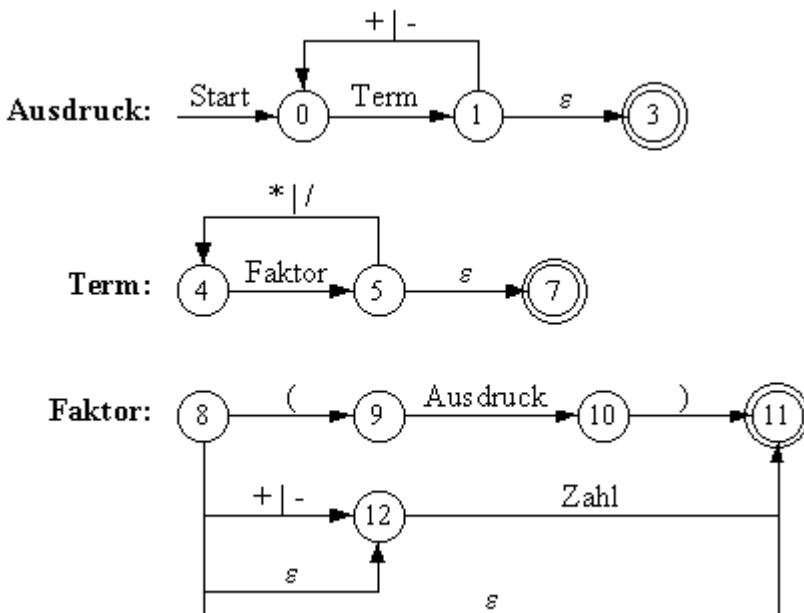 + | -
Ausdruck: Start 0 Term 1 ε 3
* | /
Term: 4 Faktor 5 ε 7
Faktor: 8 ( 9 Ausdruck 10 ) 11
+ | - 12 Zahl
ε
ε